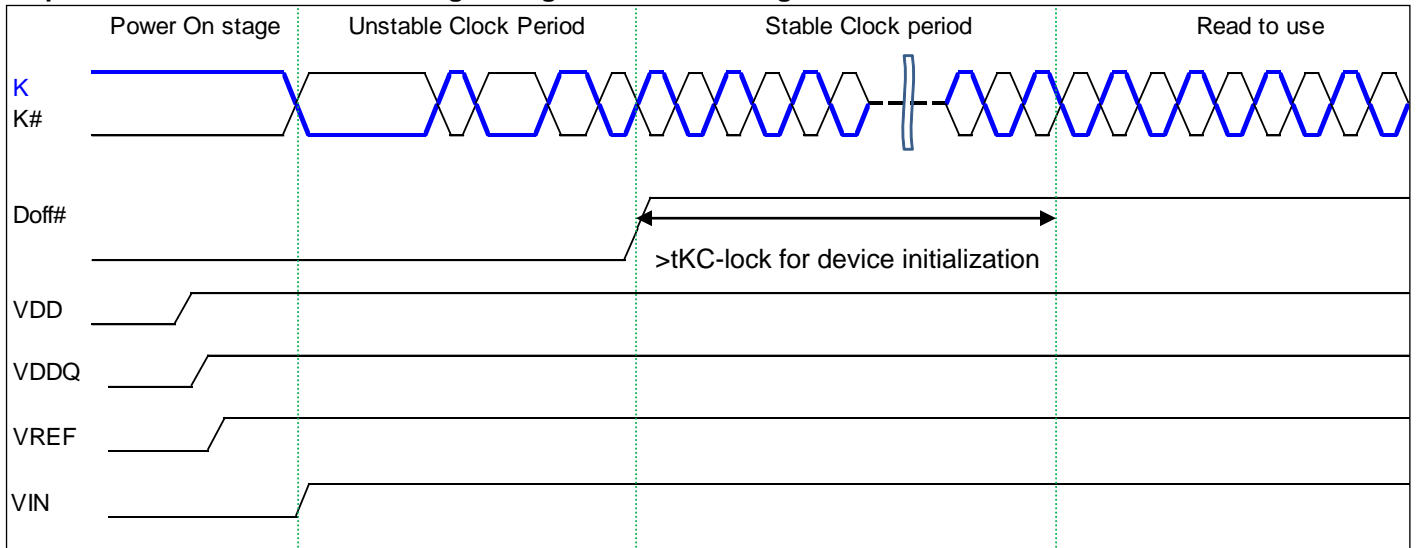 Power On stage
Unstable Clock Period
Stable Clock period
Read to use
K
K#
Doff#
>tKC-lock for device initialization
VDD
VDDQ
VREF
VIN